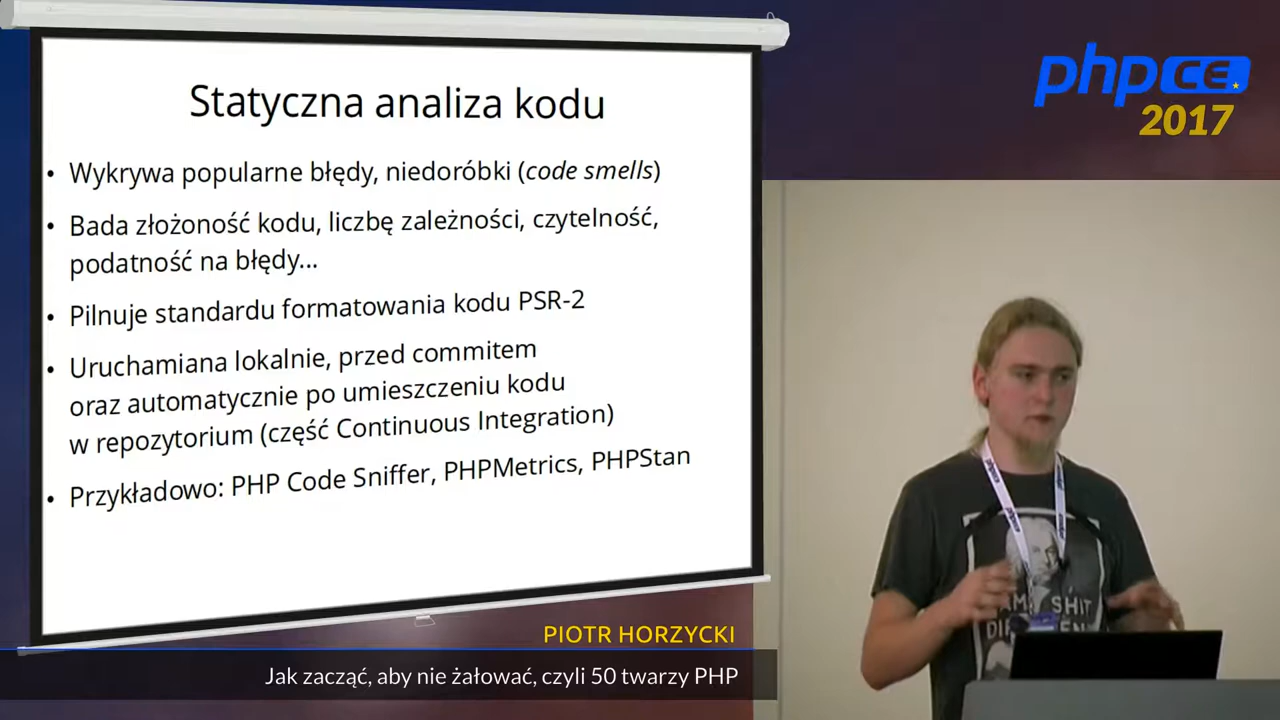 Statyczna analiza kodu
• Wykrywa popularne błędy, niedoróbki (code smells)
• Bada złożoność kodu, liczbę zależności, czytelność,
podatność na błędy...
• Pilnuje standardu formatowania kodu PSR-2
• Uruchamiana lokalnie, przed commitem
oraz automatycznie po umieszczeniu kodu
w repozytorium (część Continuous Integration)
• Przykładowo: PHP Code Sniffer, PHPMetrics, PHPStan
phpCE
2017
SHIT
PIOTR HORZYCKI
Jak zacząć, aby nie żałować, czyli 50 twarzy PHP